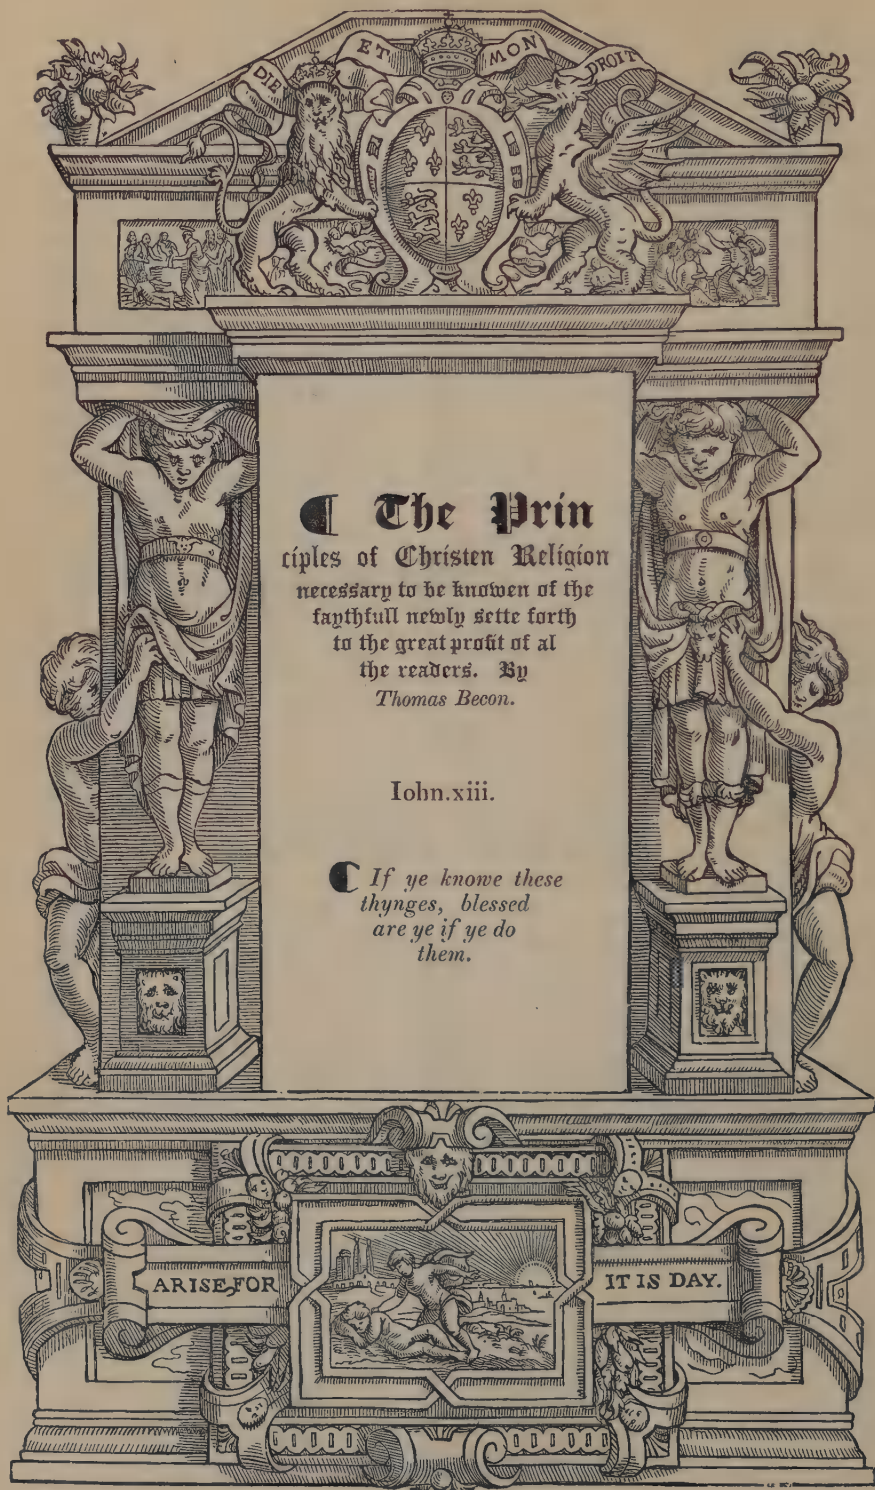 DIE ET MON DROIT
¶ The Prin
ciples of Christen Religion
necessary to be knowen of the
faythfull newly sette forth
to the great profit of al
the readers. By
Thomas Becon.
Iohn.xiii.
¶ If ye knowe these
thynges, blessed
are ye if ye do
them.
ARISE, FOR IT IS DAY.